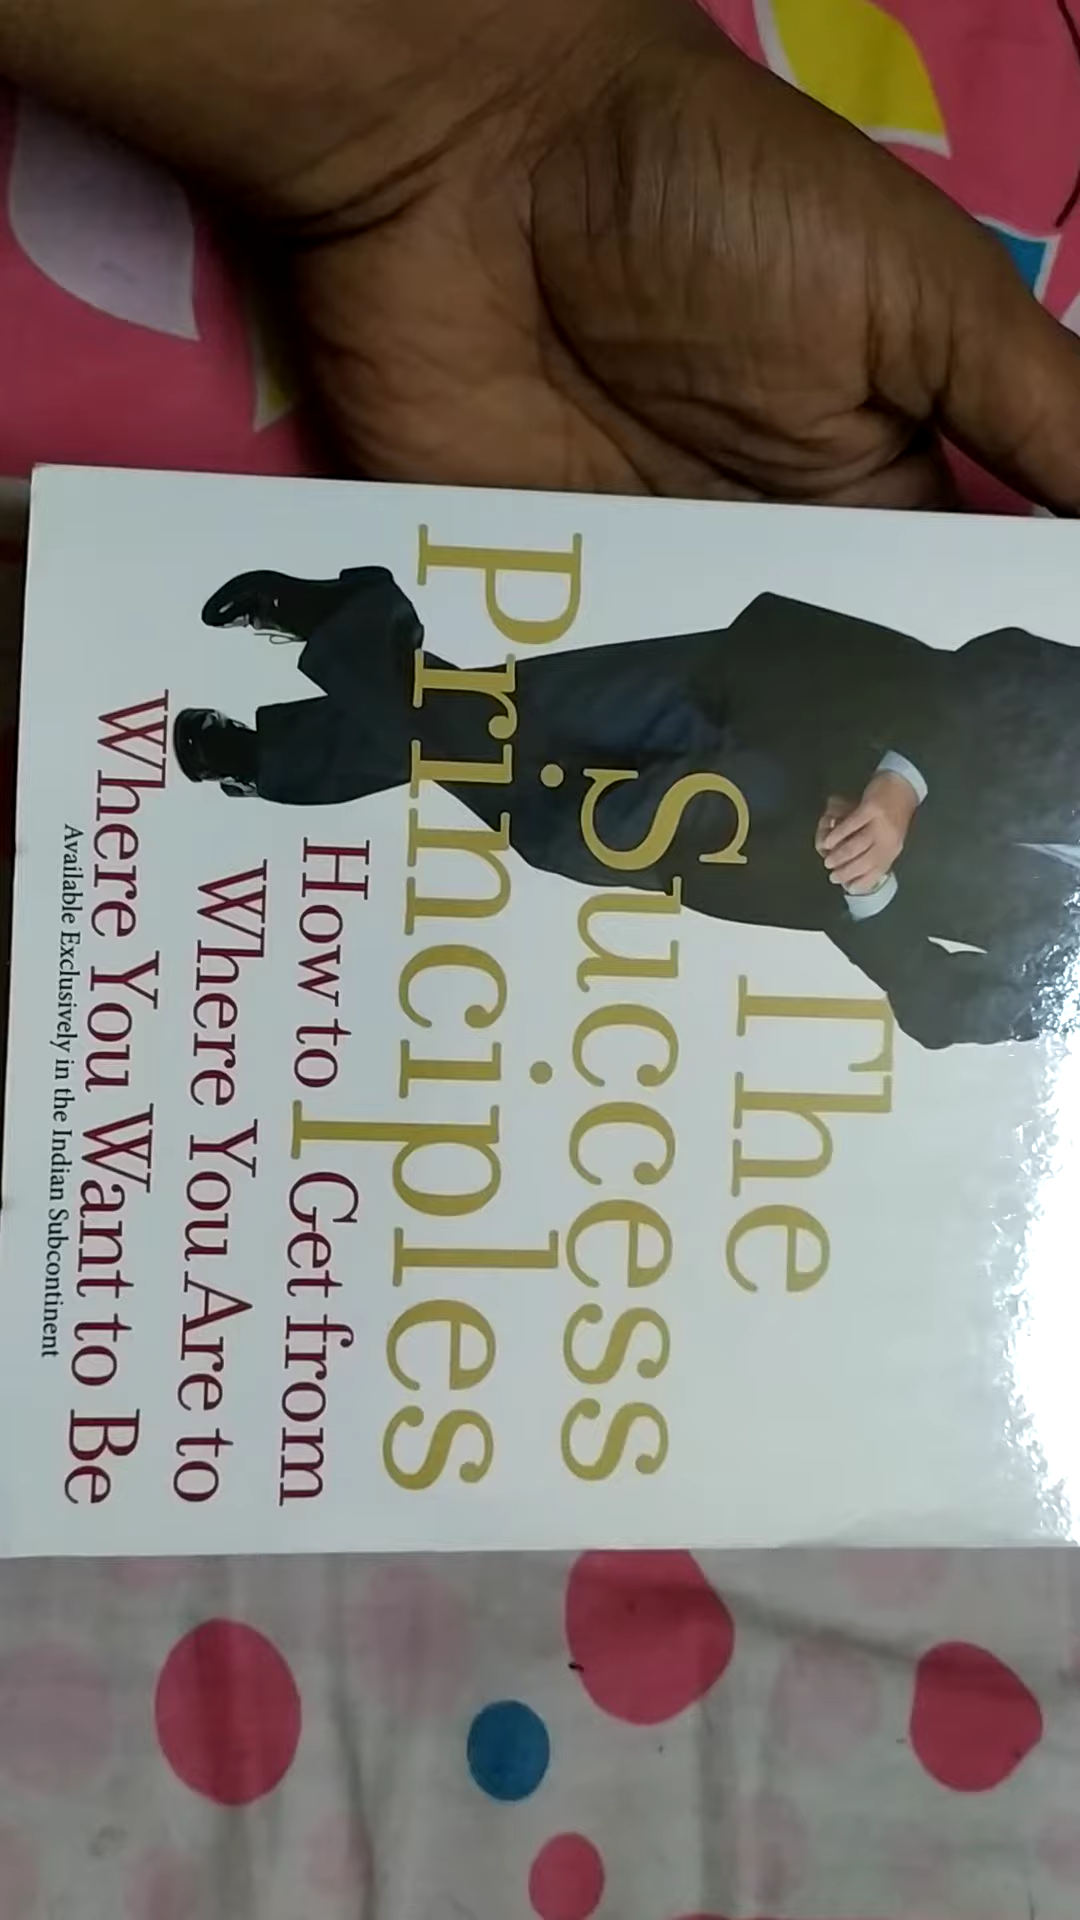 The
Success
Principles
How to Get from
Where You Are to
Where You Want to Be
Available Exclusively in the Indian Subcontinent